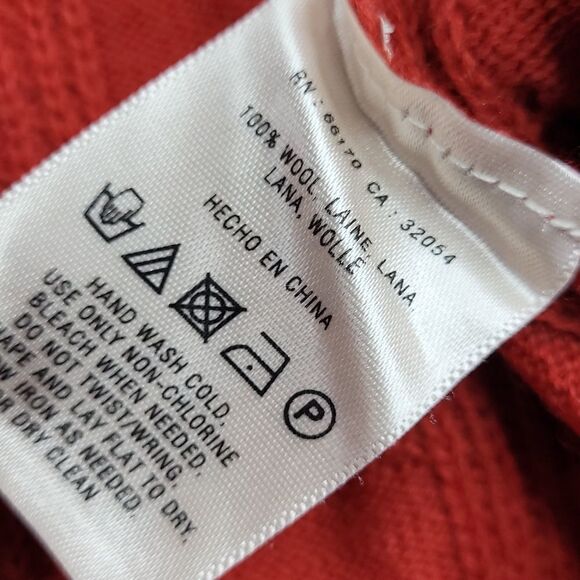 RN : 66170 CA : 32054
100% WOOL, LAINE, LANA,
LANA, WOLLE
HECHO EN CHINA
P
HAND WASH COLD.
USE ONLY NON-CHLORINE
BLEACH WHEN NEEDED.
DO NOT TWIST/WRING,
AND LAY FLAT TO DRY.
IRON AS NEEDED.
DRY CLEAN